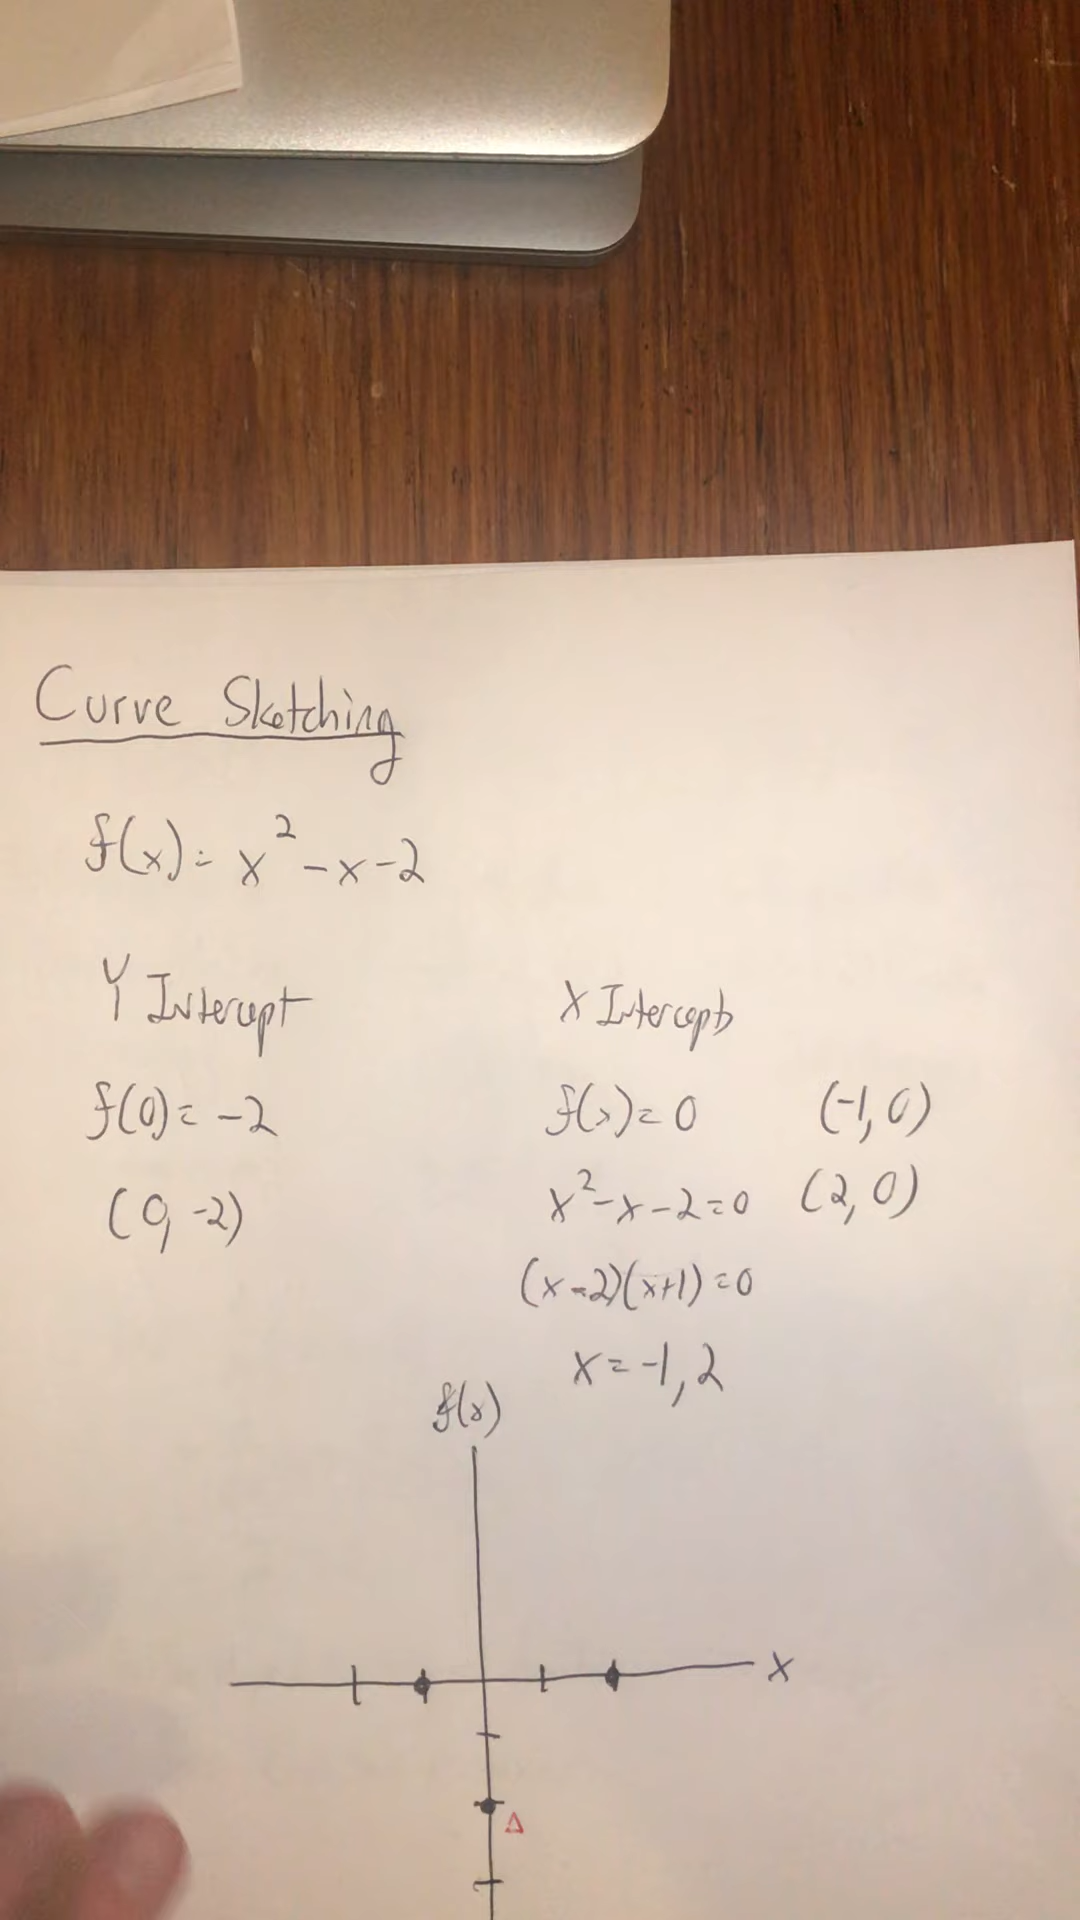 Curve Sketching
f(x) = x² - x - 2
Y Intercept
f(0) = -2
(0, -2)
X Intercepts
f(x) = 0
x² - x - 2 = 0
(x - 2)(x + 1) = 0
x = -1, 2
(-1, 0)
(2, 0)
f(x)
x
Δ